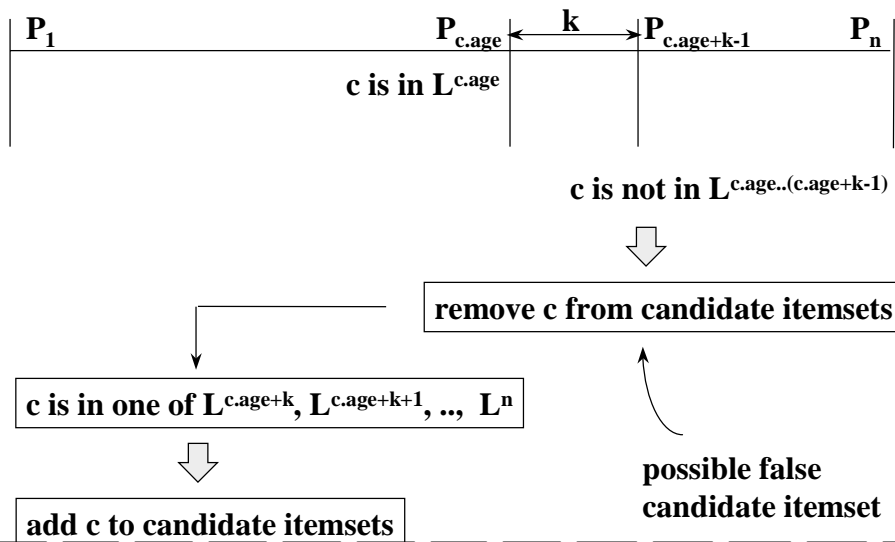 P1 Pc.age k Pc.age+k-1 Pn
c is in Lc.age
c is not in Lc.age..(c.age+k-1)
remove c from candidate itemsets
c is in one of Lc.age+k, Lc.age+k+1, .., Ln
possible false
candidate itemset
add c to candidate itemsets